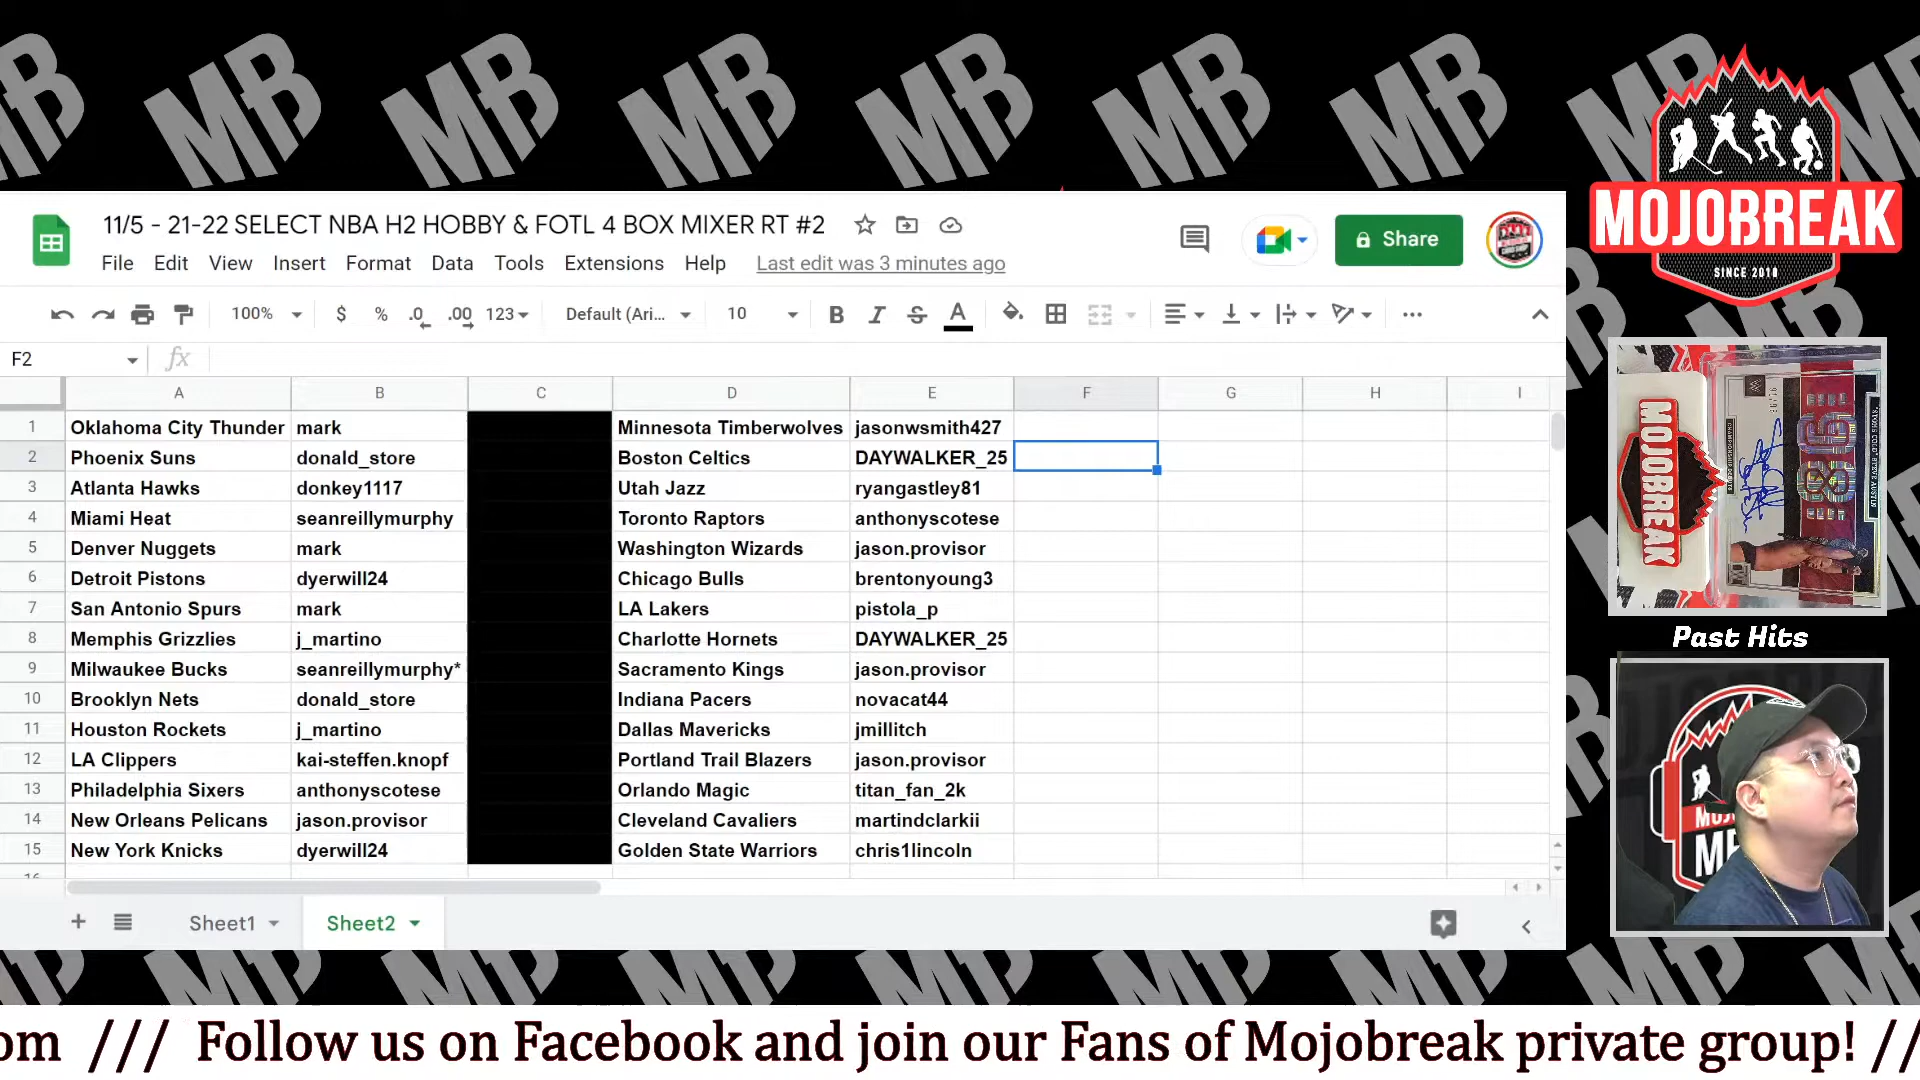 11/5 - 21-22 SELECT NBA H2 HOBBY & FOTL 4 BOX MIXER RT #2
File Edit View Insert Format Data Tools Extensions Help Last edit was 3 minutes ago
Share
100% $ % .0 .00 123 Default (Ari... 10 B I S A
F2 fx
A B C D E F G H I
1 Oklahoma City Thunder mark Minnesota Timberwolves jasonwsmith427
2 Phoenix Suns donald_store Boston Celtics DAYWALKER_25
3 Atlanta Hawks donkey1117 Utah Jazz ryangastley81
4 Miami Heat seanreillymurphy Toronto Raptors anthonyscotese
5 Denver Nuggets mark Washington Wizards jason.provisor
6 Detroit Pistons dyerwill24 Chicago Bulls brentonyoung3
7 San Antonio Spurs mark LA Lakers pistola_p
8 Memphis Grizzlies j_martino Charlotte Hornets DAYWALKER_25
9 Milwaukee Bucks seanreillymurphy* Sacramento Kings jason.provisor
10 Brooklyn Nets donald_store Indiana Pacers novacat44
11 Houston Rockets j_martino Dallas Mavericks jmillitch
12 LA Clippers kai-steffen.knopf Portland Trail Blazers jason.provisor
13 Philadelphia Sixers anthonyscotese Orlando Magic titan_fan_2k
14 New Orleans Pelicans jason.provisor Cleveland Cavaliers martindclarkii
15 New York Knicks dyerwill24 Golden State Warriors chris1lincoln
Sheet1 Sheet2
MOJOBREAK
SINCE 2010
MOJOBREAK
Past Hits
om /// Follow us on Facebook and join our Fans of Mojobreak private group! //